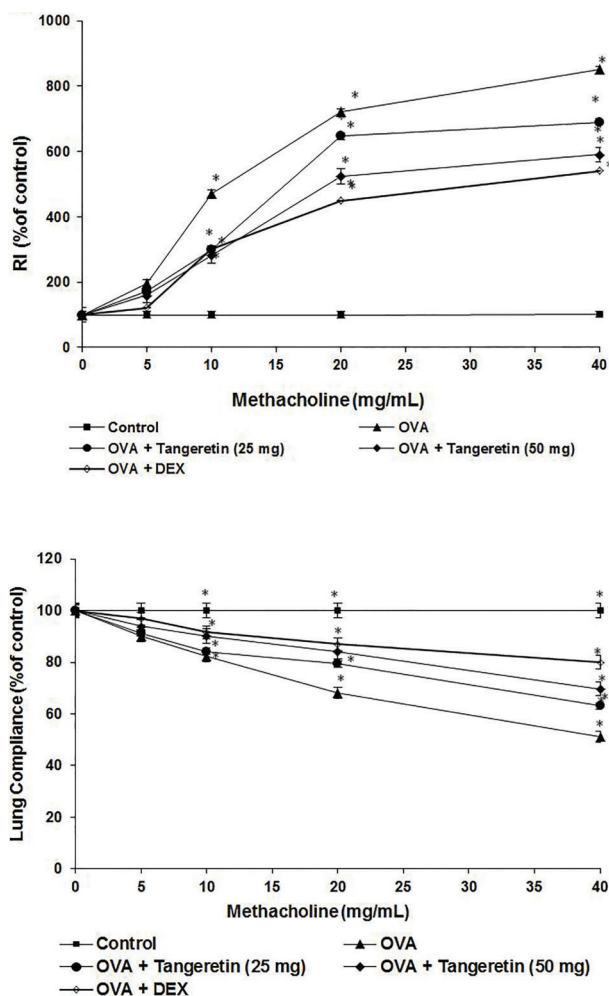 1000
800
600
400
200
0
RI (%of control)
0 5 10 15 20 25 30 35 40
Methacholine (mg/mL)
Control OVA
OVA + Tangeretin (25 mg) OVA + Tangeretin (50 mg)
OVA + DEX
120
100
80
60
40
20
0
Lung Compliance (%of control)
0 5 10 15 20 25 30 35 40
Methacholine (mg/mL)
Control OVA
OVA + Tangeretin (25 mg) OVA + Tangeretin (50 mg)
OVA + DEX